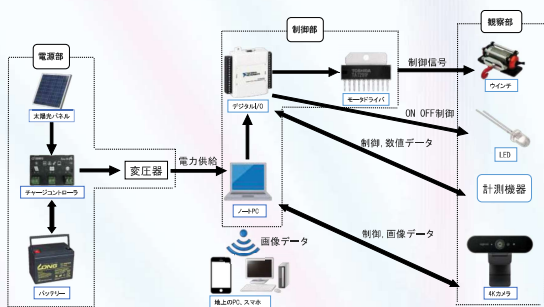 電源部
太陽光パネル
チャージコントローラ
バッテリー
変圧器
電力供給
制御部
デジタルI/O
モータドライバ
ノートPC
画像データ
地上のPC、スマホ
制御信号
ON OFF制御
制御, 数値データ
制御, 画像データ
観察部
ウインチ
LED
計測機器
4Kカメラ
LONG
TOSHIBA